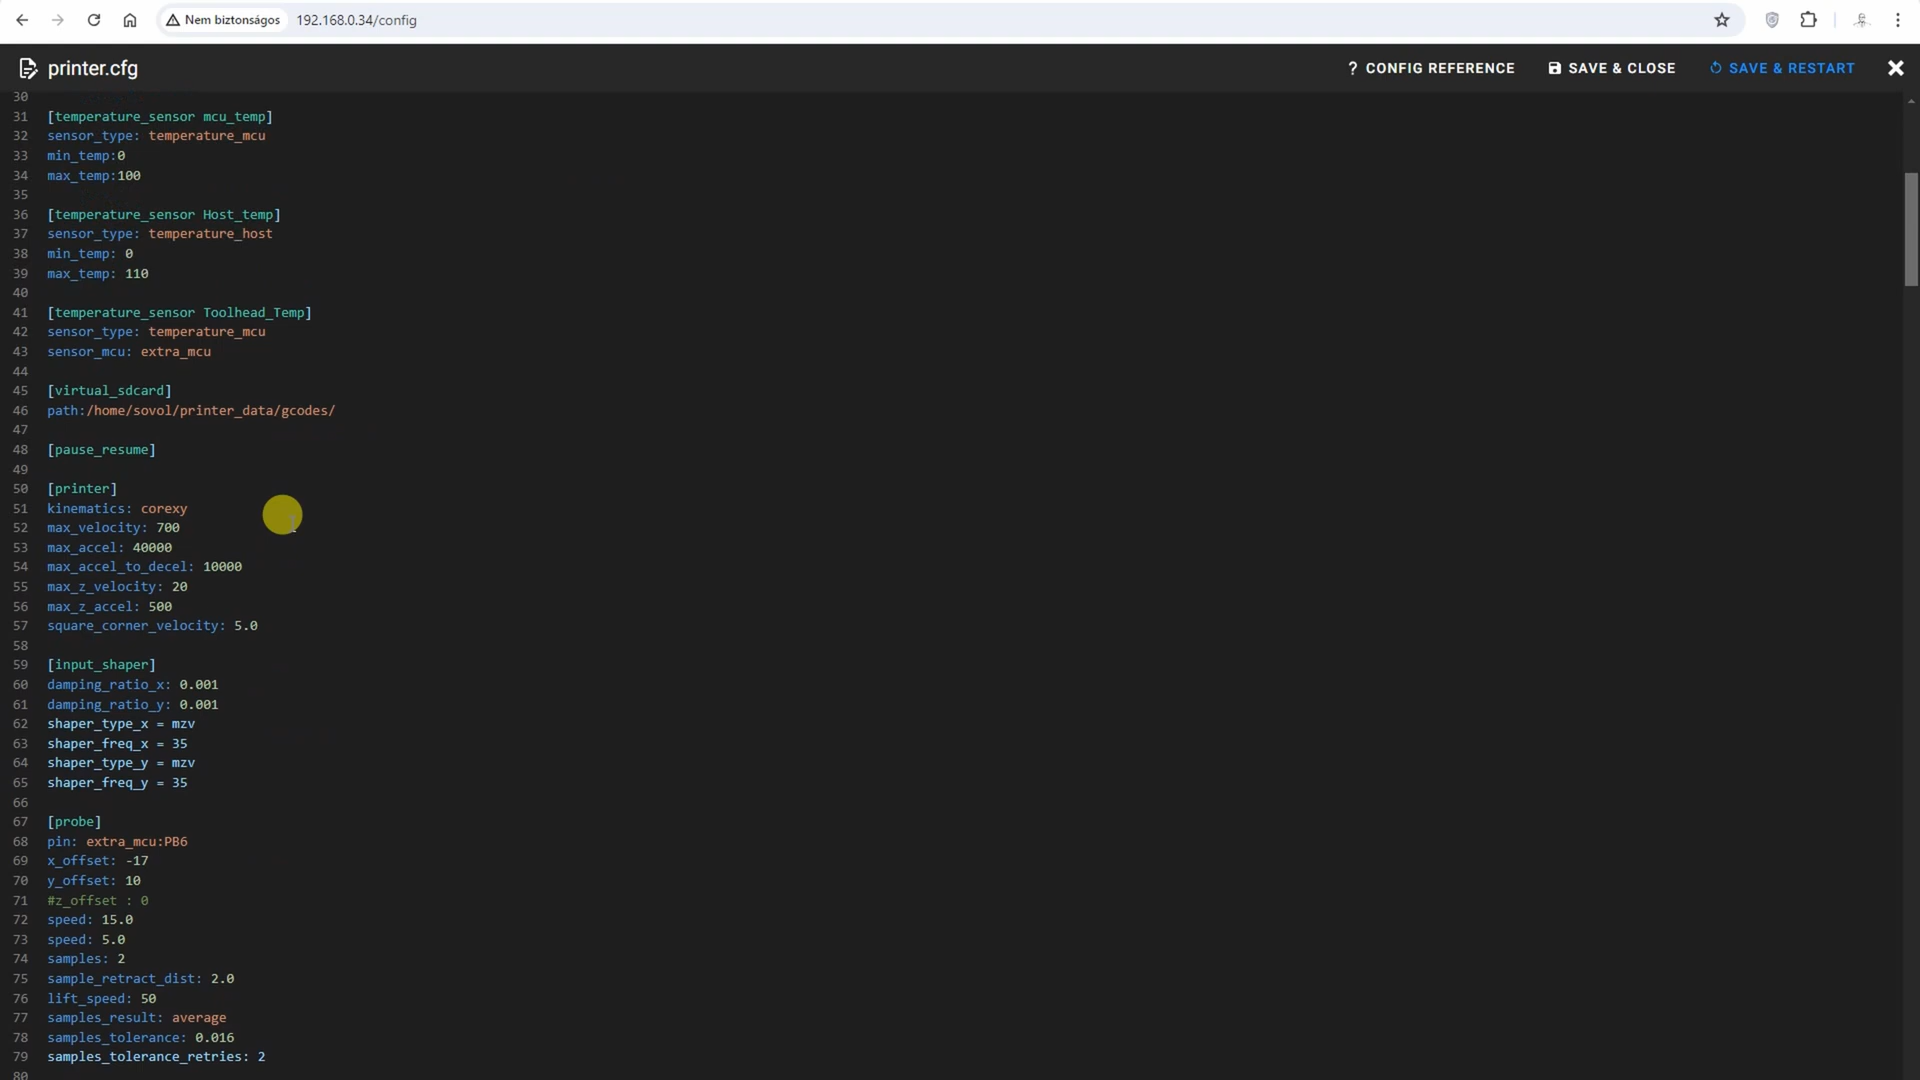 Nem biztonságos 192.168.0.34/config
printer.cfg
? CONFIG REFERENCE SAVE & CLOSE SAVE & RESTART
30
31 [temperature_sensor mcu_temp]
32 sensor_type: temperature_mcu
33 min_temp:0
34 max_temp:100
35
36 [temperature_sensor Host_temp]
37 sensor_type: temperature_host
38 min_temp: 0
39 max_temp: 110
40
41 [temperature_sensor Toolhead_Temp]
42 sensor_type: temperature_mcu
43 sensor_mcu: extra_mcu
44
45 [virtual_sdcard]
46 path:/home/sovol/printer_data/gcodes/
47
48 [pause_resume]
49
50 [printer]
51 kinematics: corexy
52 max_velocity: 700
53 max_accel: 40000
54 max_accel_to_decel: 10000
55 max_z_velocity: 20
56 max_z_accel: 500
57 square_corner_velocity: 5.0
58
59 [input_shaper]
60 damping_ratio_x: 0.001
61 damping_ratio_y: 0.001
62 shaper_type_x = mzv
63 shaper_freq_x = 35
64 shaper_type_y = mzv
65 shaper_freq_y = 35
66
67 [probe]
68 pin: extra_mcu:PB6
69 x_offset: -17
70 y_offset: 10
71 #z_offset : 0
72 speed: 15.0
73 speed: 5.0
74 samples: 2
75 sample_retract_dist: 2.0
76 lift_speed: 50
77 samples_result: average
78 samples_tolerance: 0.016
79 samples_tolerance_retries: 2
80